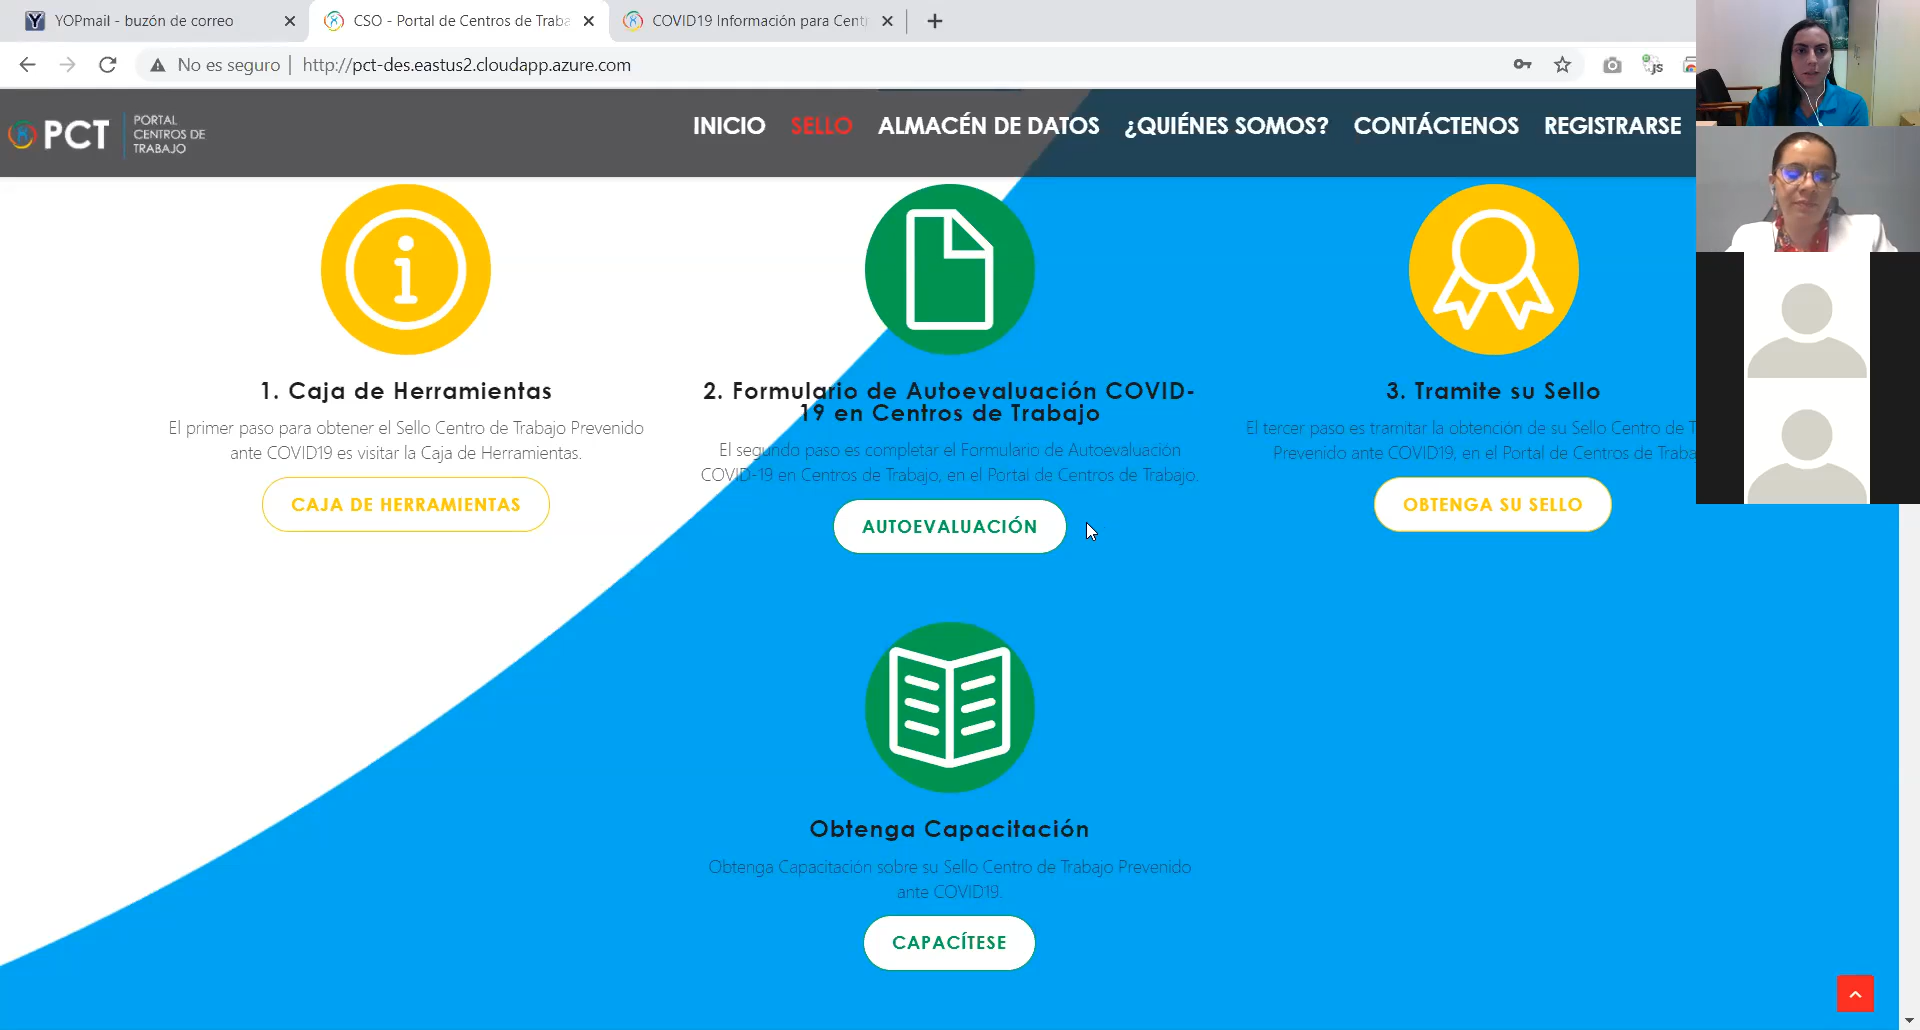 YOPmail - buzón de correo
CSO - Portal de Centros de Traba
COVID19 Información para Centr
No es seguro | http://pct-des.eastus2.cloudapp.azure.com
PCT
PORTAL
CENTROS DE
TRABAJO
INICIO SELLO ALMACÉN DE DATOS ¿QUIÉNES SOMOS? CONTÁCTENOS REGISTRARSE
1. Caja de Herramientas
El primer paso para obtener el Sello Centro de Trabajo Prevenido
ante COVID19 es visitar la Caja de Herramientas.
CAJA DE HERRAMIENTAS
2. Formulario de Autoevaluación COVID-
19 en Centros de Trabajo
El segundo paso es completar el Formulario de Autoevaluación
COVID-19 en Centros de Trabajo, en el Portal de Centros de Trabajo.
AUTOEVALUACIÓN
3. Tramite su Sello
El tercer paso es tramitar la obtención de su Sello Centro de T
Prevenido ante COVID19, en el Portal de Centros de Traba
OBTENGA SU SELLO
Obtenga Capacitación
Obtenga Capacitación sobre su Sello Centro de Trabajo Prevenido
ante COVID19.
CAPACÍTESE